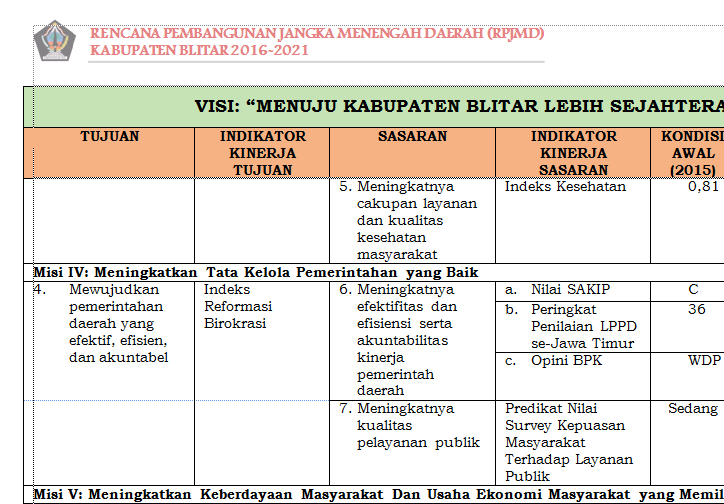 RENCANA PEMBANGUNAN JANGKA MENENGAH DAERAH (RPJMD)
KABUPATEN BLITAR 2016-2021
VISI: “MENUJU KABUPATEN BLITAR LEBIH SEJAHTERA
TUJUAN
INDIKATOR
KINERJA
TUJUAN
SASARAN
INDIKATOR
KINERJA
SASARAN
KONDISI
AWAL
(2015)
5. Meningkatnya
cakupan layanan
dan kualitas
kesehatan
masyarakat
Indeks Kesehatan
0,81
Misi IV: Meningkatkan Tata Kelola Pemerintahan yang Baik
4. Mewujudkan
pemerintahan
daerah yang
efektif, efisien,
dan akuntabel
Indeks
Reformasi
Birokrasi
6. Meningkatnya
efektifitas dan
efisiensi serta
akuntabilitas
kinerja
pemerintah
daerah
a. Nilai SAKIP
C
b. Peringkat
Penilaian LPPD
se-Jawa Timur
36
c. Opini BPK
WDP
7. Meningkatnya
kualitas
pelayanan publik
Predikat Nilai
Survey Kepuasan
Masyarakat
Terhadap Layanan
Publik
Sedang
Misi V: Meningkatkan Keberdayaan Masyarakat Dan Usaha Ekonomi Masyarakat yang Memil